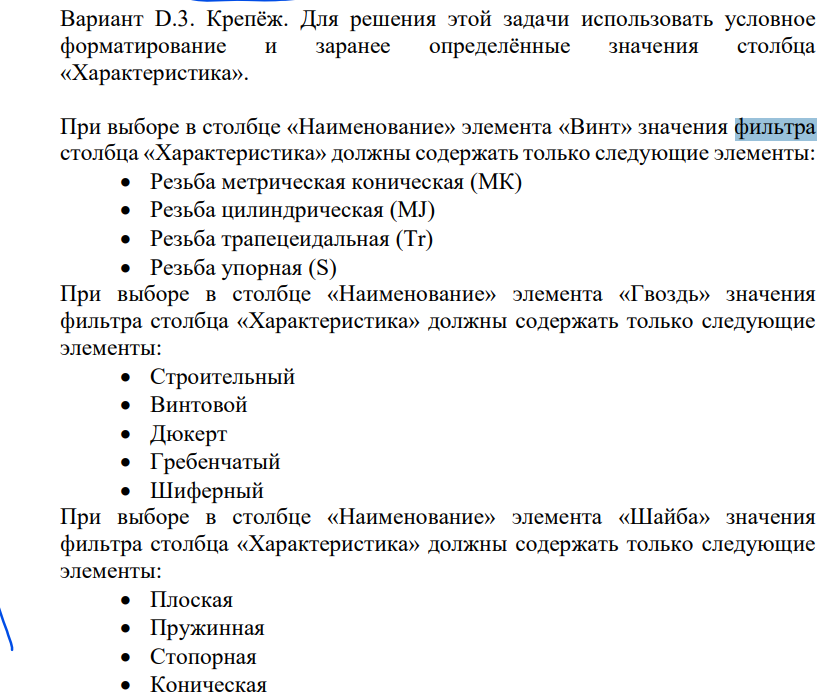 Вариант D.3. Крепёж. Для решения этой задачи использовать условное
форматирование и заранее определённые значения столбца
«Характеристика».
При выборе в столбце «Наименование» элемента «Винт» значения фильтра
столбца «Характеристика» должны содержать только следующие элементы:
• Резьба метрическая коническая (МК)
• Резьба цилиндрическая (MJ)
• Резьба трапецеидальная (Tr)
• Резьба упорная (S)
При выборе в столбце «Наименование» элемента «Гвоздь» значения
фильтра столбца «Характеристика» должны содержать только следующие
элементы:
• Строительный
• Винтовой
• Дюкерт
• Гребенчатый
• Шиферный
При выборе в столбце «Наименование» элемента «Шайба» значения
фильтра столбца «Характеристика» должны содержать только следующие
элементы:
• Плоская
• Пружинная
• Стопорная
• Коническая